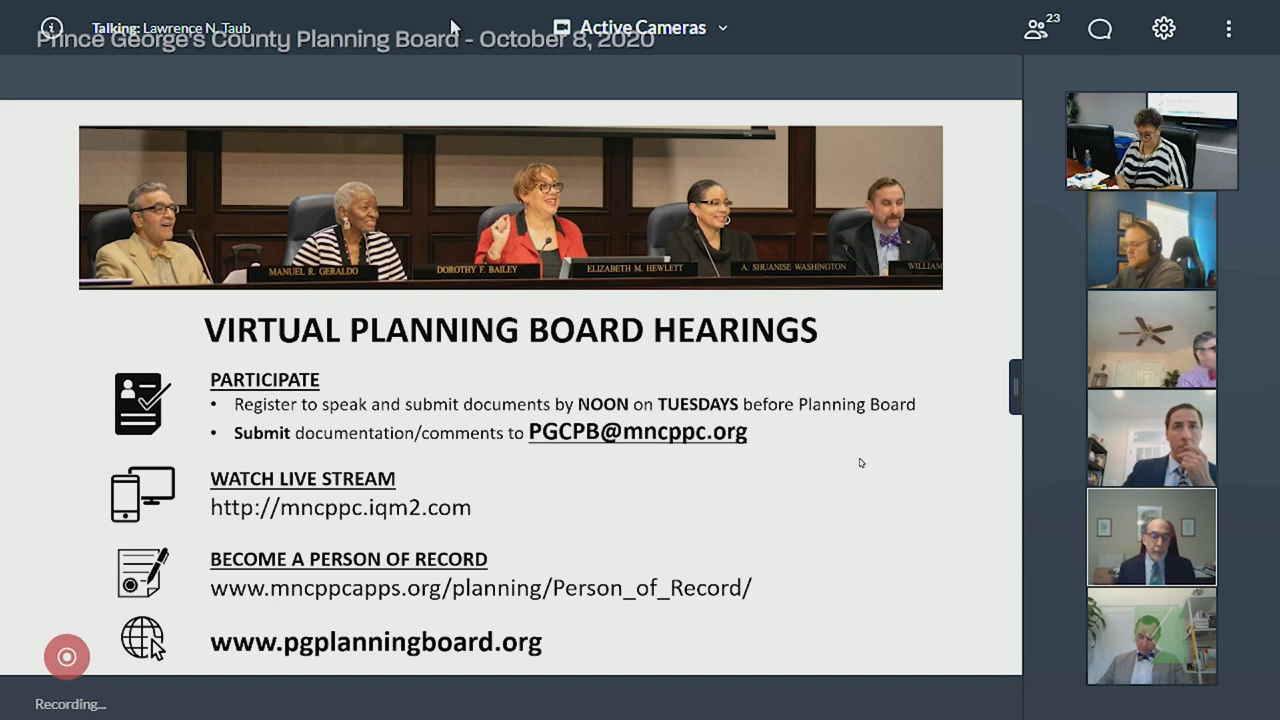 Talking: Lawrence N. Taub
Active Cameras
23
Prince George's County Planning Board - October 8, 2020
MANUEL R. GERALDO
DOROTHY F. BAILEY
ELIZABETH M. HEWLETT
A. SHUANISE WASHINGTON
WILLIAM
VIRTUAL PLANNING BOARD HEARINGS
PARTICIPATE
• Register to speak and submit documents by NOON on TUESDAYS before Planning Board
• Submit documentation/comments to PGCPB@mncppc.org
WATCH LIVE STREAM
http://mncppc.iqm2.com
BECOME A PERSON OF RECORD
www.mncppcapps.org/planning/Person_of_Record/
www.pgplanningboard.org
Recording...